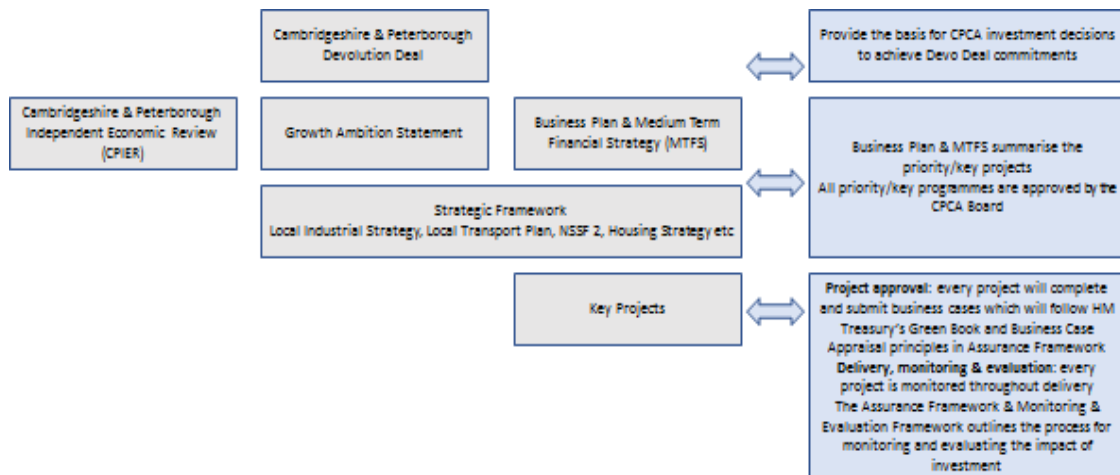 Cambridgeshire & Peterborough
Devolution Deal
Provide the basis for CPCA investment decisions
to achieve Devo Deal commitments
Cambridgeshire & Peterborough
Independent Economic Review
(CPIER)
Growth Ambition Statement
Business Plan & Medium Term
Financial Strategy (MTFS)
Business Plan & MTFS summarise the
priority/key projects
All priority/key programmes are approved by the
CPCA Board
Strategic Framework
Local Industrial Strategy, Local Transport Plan, NSSF 2, Housing Strategy etc
Key Projects
Project approval: every project will complete
and submit business cases which will follow HM
Treasury's Green Book and Business Case
Appraisal principles in Assurance Framework
Delivery, monitoring & evaluation: every
project is monitored throughout delivery
The Assurance Framework & Monitoring &
Evaluation Framework outlines the process for
monitoring and evaluating the impact of
investment